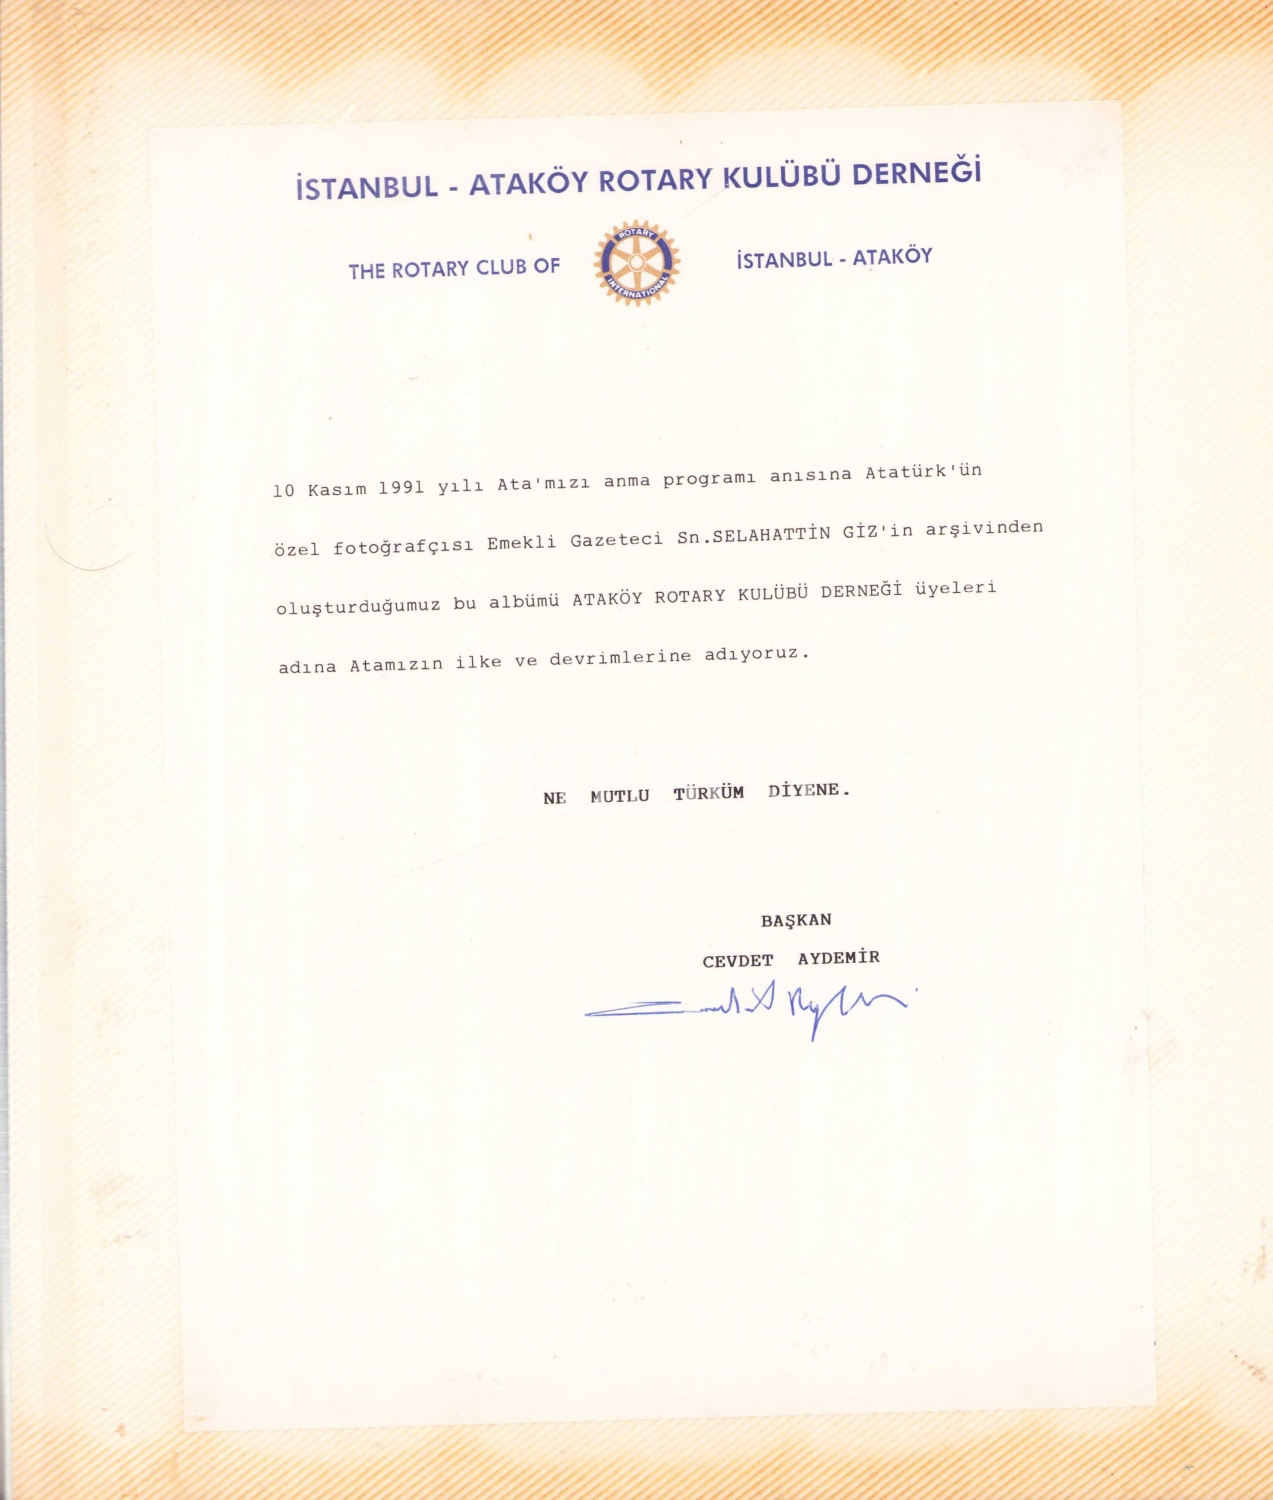 İSTANBUL - ATAKÖY ROTARY KULÜBÜ DERNEĞİ
THE ROTARY CLUB OF
ROTARY
INTERNATIONAL
İSTANBUL - ATAKÖY
10 Kasım 1991 yılı Ata'mızı anma programı anısına Atatürk'ün
özel fotoğrafçısı Emekli Gazeteci Sn.SELAHATTİN GİZ'in arşivinden
oluşturduğumuz bu albümü ATAKÖY ROTARY KULÜBÜ DERNEĞİ üyeleri
adına Atamızın ilke ve devrimlerine adıyoruz.
NE MUTLU TÜRKÜM DİYENE.
BAŞKAN
CEVDET AYDEMİR